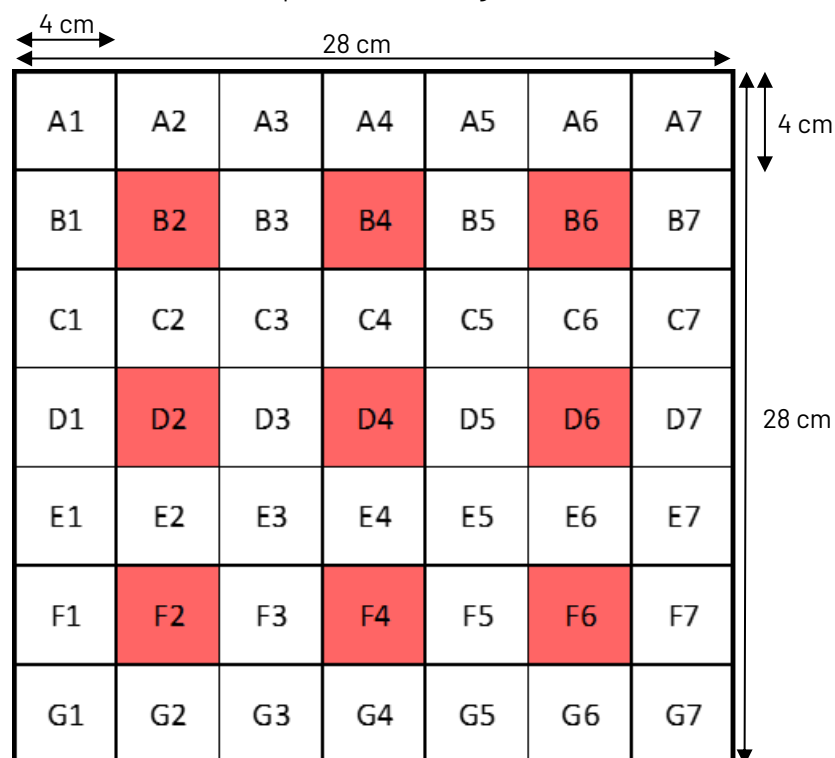 4 cm
28 cm
A1 A2 A3 A4 A5 A6 A7
4 cm
B1 B2 B3 B4 B5 B6 B7
C1 C2 C3 C4 C5 C6 C7
D1 D2 D3 D4 D5 D6 D7
28 cm
E1 E2 E3 E4 E5 E6 E7
F1 F2 F3 F4 F5 F6 F7
G1 G2 G3 G4 G5 G6 G7